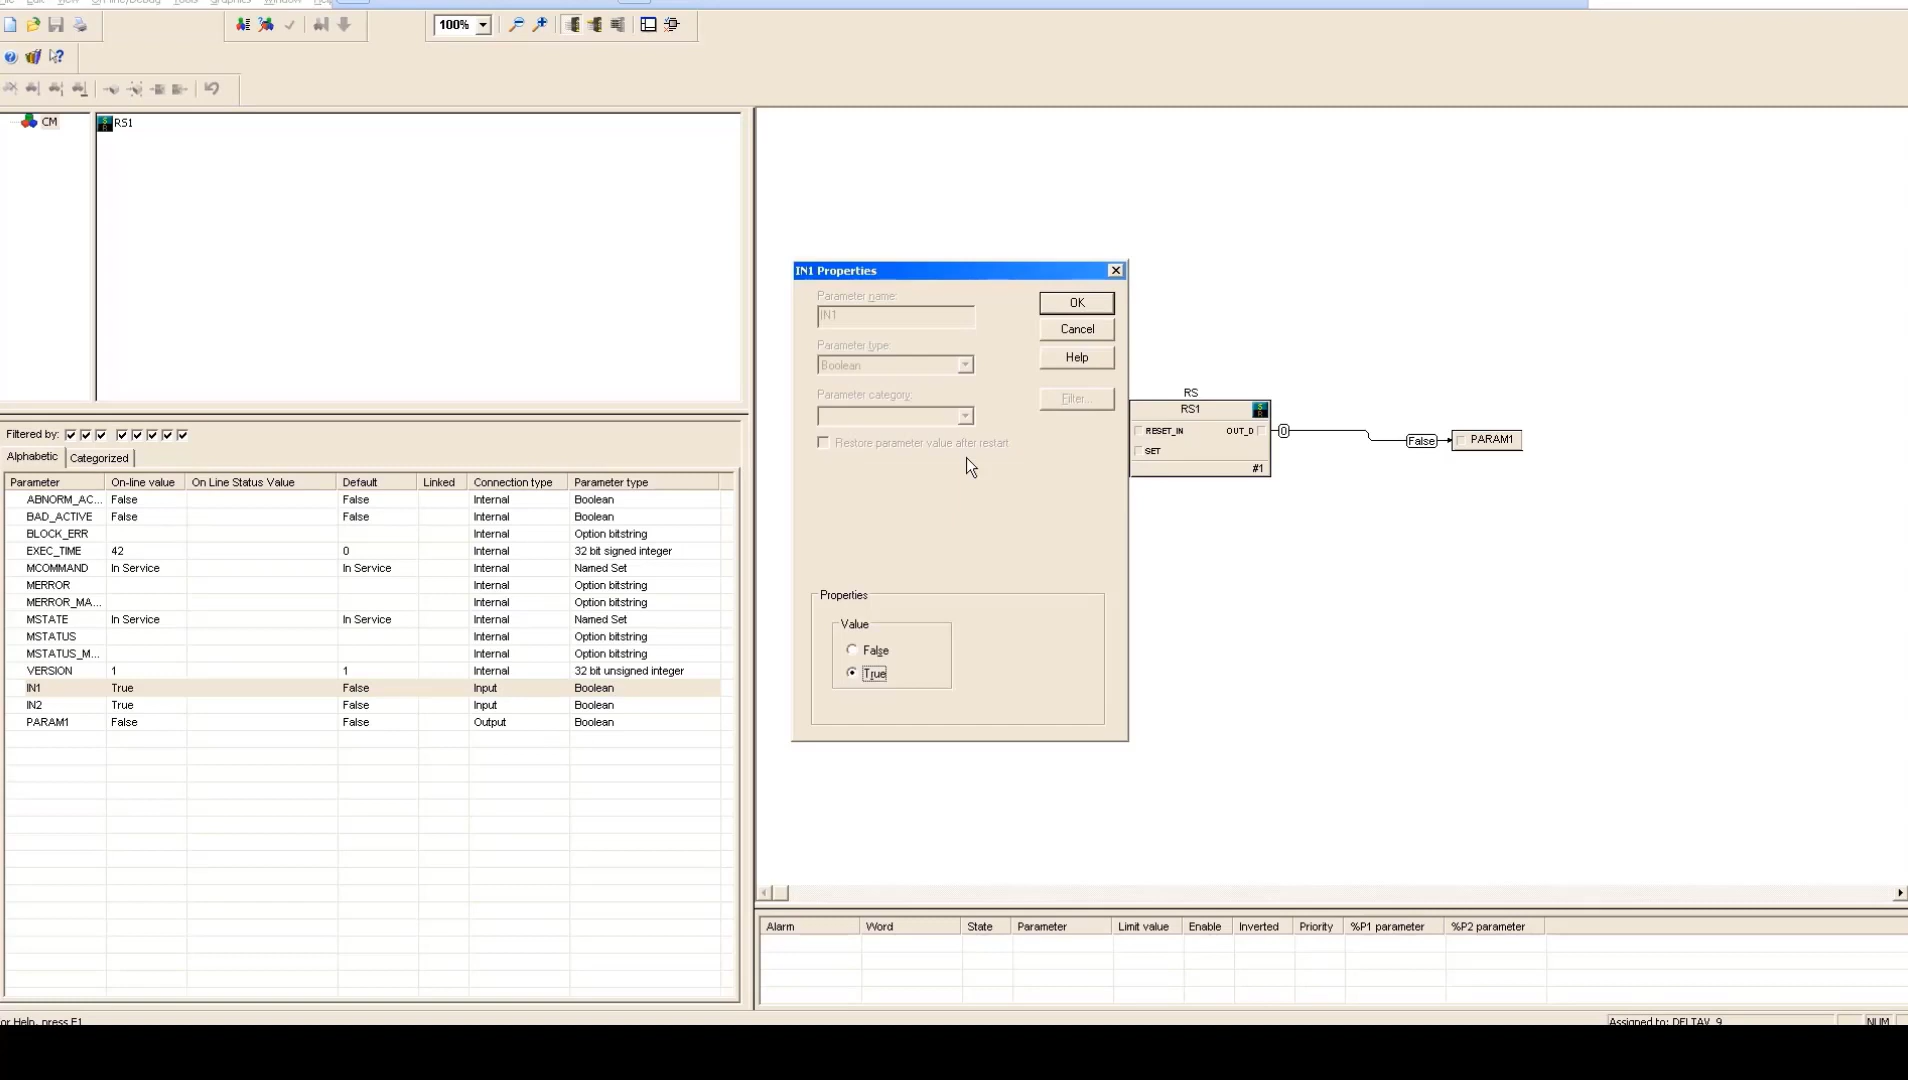 100%
CM
RS1
IN1 Properties
Parameter name:
IN1
OK
Cancel
Parameter type:
Boolean
Help
Parameter category:
Filter...
Restore parameter value after restart
Properties
Value
False
True
RS
RS1
RESET_IN OUT_D
SET
#1
0
False
PARAM1
Filtered by:
Alphabetic Categorized
Parameter On-line value On Line Status Value Default Linked Connection type Parameter type
ABNORM_AC... False False Internal Boolean
BAD_ACTIVE False False Internal Boolean
BLOCK_ERR Internal Option bitstring
EXEC_TIME 42 0 Internal 32 bit signed integer
MCOMMAND In Service In Service Internal Named Set
MERROR Internal Option bitstring
MERROR_MA... Internal Option bitstring
MSTATE In Service In Service Internal Named Set
MSTATUS Internal Option bitstring
MSTATUS_M... Internal Option bitstring
VERSION 1 1 Internal 32 bit unsigned integer
IN1 True False Input Boolean
IN2 True False Input Boolean
PARAM1 False False Output Boolean
Alarm Word State Parameter Limit value Enable Inverted Priority %P1 parameter %P2 parameter
or Help, press F1
Assigned to: DELTAV_9 NUM